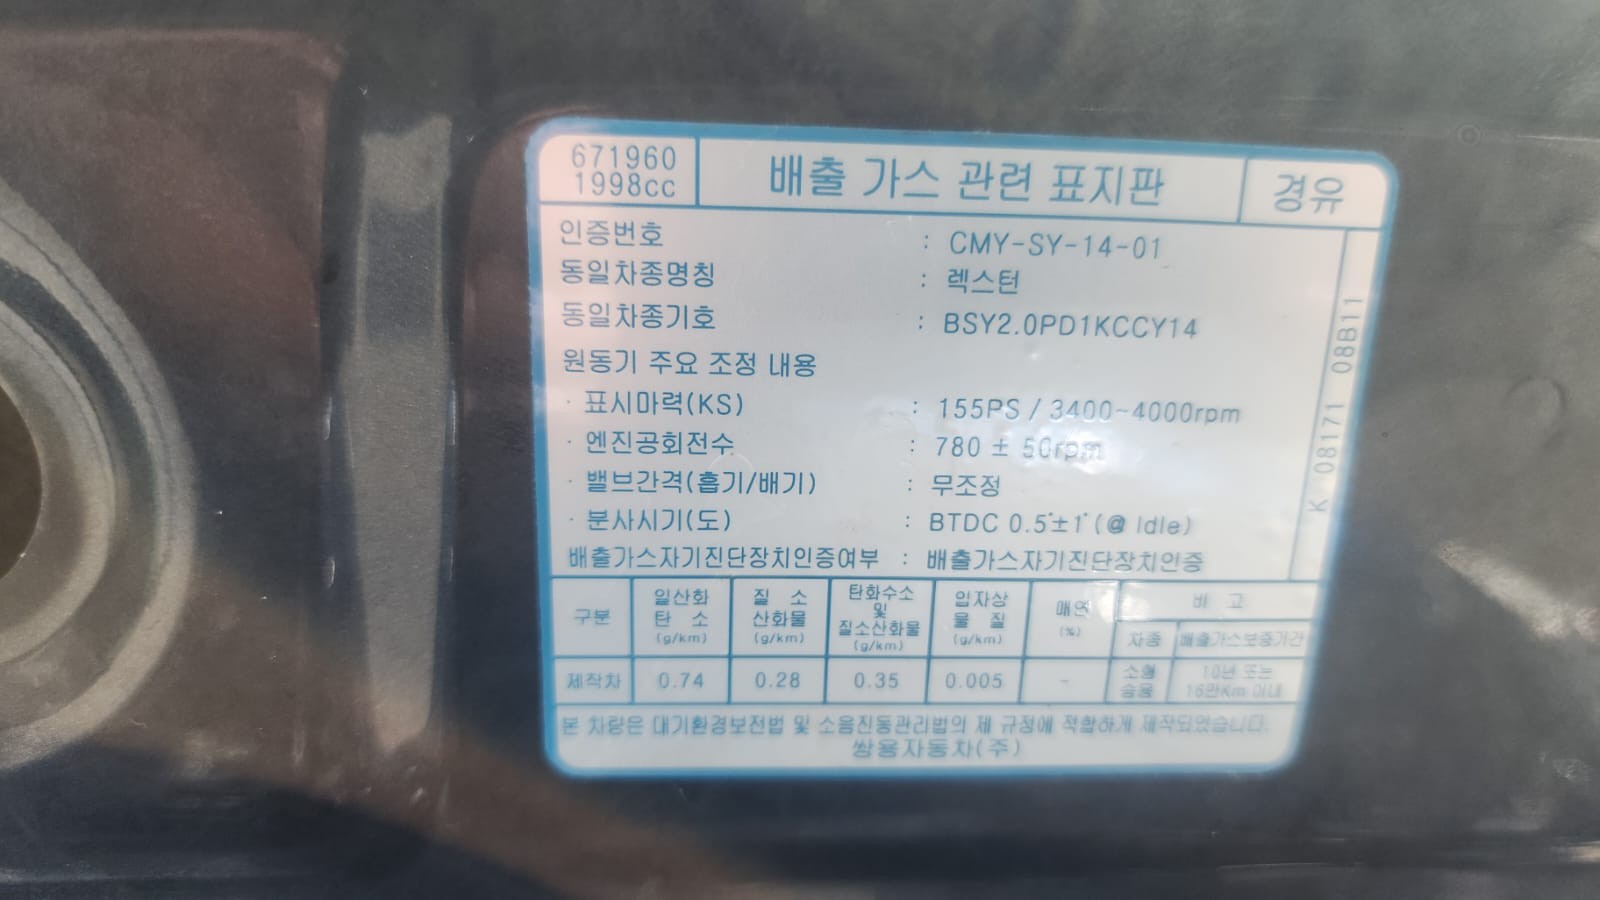 671960
1998cc
배출 가스 관련 표지판
경유
인증번호 : CMY-SY-14-01
동일차종명칭 : 렉스턴
동일차종기호 : BSY2.0PD1KCCY14
원동기 주요 조정 내용
· 표시마력(KS) : 155PS / 3400~4000rpm
· 엔진공회전수 : 780 ± 50rpm
· 밸브간격(흡기/배기) : 무조정
· 분사시기(도) : BTDC 0.5°±1° (@ Idle)
배출가스자기진단장치인증여부 : 배출가스자기진단장치인증
K 08171 08B11
구분
일산화
탄 소
(g/km)
질 소
산화물
(g/km)
탄화수소
및
질소산화물
(g/km)
입자상
물 질
(g/km)
매연
(%)
비 고
차종
배출가스보증기간
제작차 0.74 0.28 0.35 0.005 -
소형
승용
10년 또는
16만Km 이내
본 차량은 대기환경보전법 및 소음진동관리법의 제 규정에 적합하게 제작되었습니다.
쌍용자동차(주)